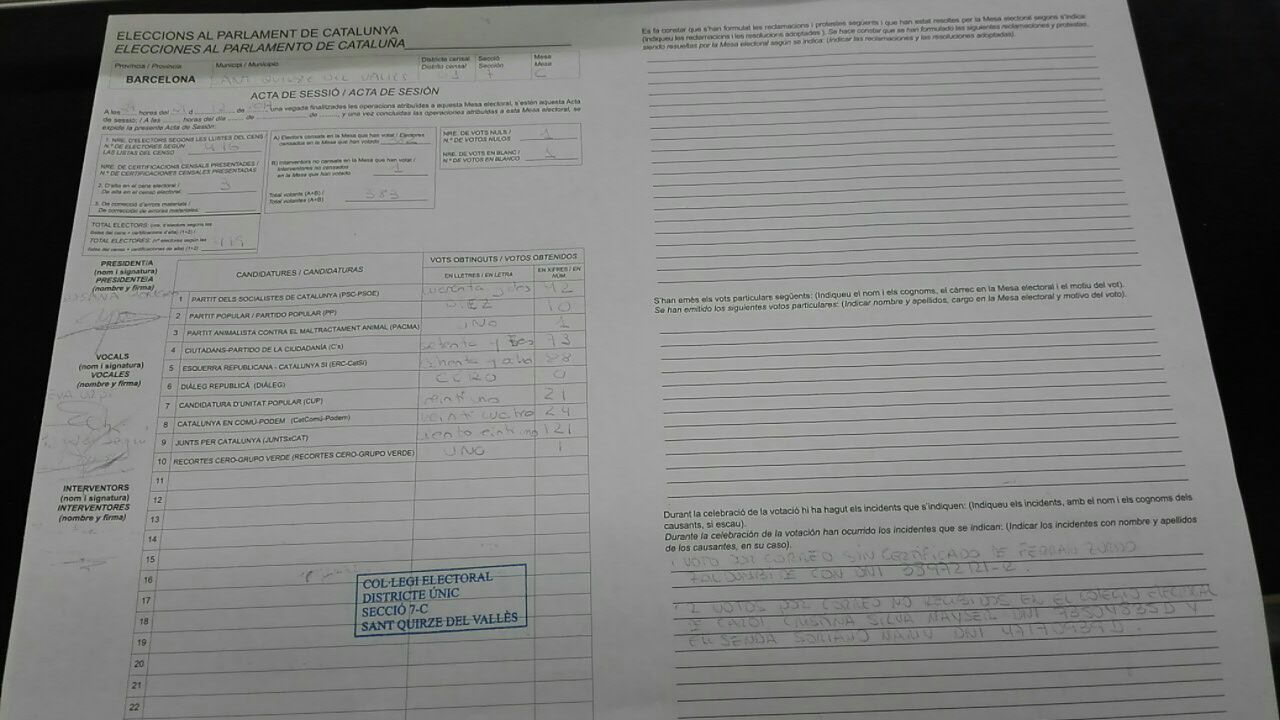 ELECCIONS AL PARLAMENT DE CATALUNYA
ELECCIONES AL PARLAMENTO DE CATALUÑA
Província / Provincia
Municipi / Municipio
Districte censal
Distrito censal
Secció
Sección
Mesa
Mesa
BARCELONA
SANT QUIRZE DEL VALLES
01
7
C
ACTA DE SESSIÓ / ACTA DE SESIÓN
A les hores del 21 d 12 de una vegada finalitzades les operacions atribuïdes a aquesta Mesa electoral, s'estén aquesta Acta
de sessió; / A las horas del día de de y una vez concluidas las operaciones atribuidas a esta Mesa electoral, se
expide la presente Acta de Sesión:
1. NRE. D'ELECTORS SEGONS LES LLISTES DEL CENS /
N.º DE ELECTORES SEGÚN
LAS LISTAS DEL CENSO 416
NRE. DE CERTIFICACIONS CENSALS PRESENTADES /
N.º DE CERTIFICACIONES CENSALES PRESENTADAS
2. D'alta en el cens electoral /
De alta en el censo electoral: 3
3. De correcció d'errors materials /
De corrección de errores materiales:
TOTAL ELECTORS: (nre. d'electors segons les
llistes del cens + certificacions d'alta) (1+2) /
TOTAL ELECTORES: (nº electores según las
listas del censo + certificaciones de alta) (1+2) 419
A) Electors censats en la Mesa que han votat / Electores
censados en la Mesa que han votado
B) Interventors no censats en la Mesa que han votat /
Interventores no censados
en la Mesa que han votado 1
Total votants (A+B) /
Total votantes (A+B) 383
NRE. DE VOTS NULS /
N.º DE VOTOS NULOS 1
NRE. DE VOTS EN BLANC /
N.º DE VOTOS EN BLANCO 1
PRESIDENT/A
(nom i signatura)
PRESIDENTE/A
(nombre y firma)
SUSANA
VOCALS
(nom i signatura)
VOCALES
(nombre y firma)
EVA
INTERVENTORS
(nom i signatura)
INTERVENTORES
(nombre y firma)
CANDIDATURES / CANDIDATURAS
VOTS OBTINGUTS / VOTOS OBTENIDOS
EN LLETRES / EN LETRA
EN XIFRES / EN NÚM.
1 PARTIT DELS SOCIALISTES DE CATALUNYA (PSC-PSOE) cuarenta y dos 42
2 PARTIT POPULAR / PARTIDO POPULAR (PP) DIEZ 10
3 PARTIT ANIMALISTA CONTRA EL MALTRACTAMENT ANIMAL (PACMA) UNO 1
4 CIUTADANS-PARTIDO DE LA CIUDADANÍA (C's) setenta y tres 73
5 ESQUERRA REPUBLICANA - CATALUNYA SÍ (ERC-CatSí) ochenta y ocho 88
6 DIÀLEG REPUBLICÀ (DIÀLEG) CERO 0
7 CANDIDATURA D'UNITAT POPULAR (CUP) veintiuno 21
8 CATALUNYA EN COMÚ-PODEM (CatComú-Podem) veinticuatro 24
9 JUNTS PER CATALUNYA (JUNTSxCAT) ciento veintiuno 121
10 RECORTES CERO-GRUPO VERDE (RECORTES CERO-GRUPO VERDE) UNO 1
11
12
13
14
15
16
17
18
19
20
21
22
COL·LEGI ELECTORAL
DISTRICTE ÚNIC
SECCIÓ 7-C
SANT QUIRZE DEL VALLÈS
Es fa constar que s'han formulat les reclamacions i protestes següents i que han estat resoltes per la Mesa electoral segons s'indica:
(Indiqueu les reclamacions i les resolucions adoptades). Se hace constar que se han formulado las siguientes reclamaciones y protestas,
siendo resueltas por la Mesa electoral según se indica: (Indicar las reclamaciones y las resoluciones adoptadas).
S'han emès els vots particulars següents: (Indiqueu el nom i els cognoms, el càrrec en la Mesa electoral i el motiu del vot).
Se han emitido los siguientes votos particulares: (Indicar nombre y apellidos, cargo en la Mesa electoral y motivo del voto).
Durant la celebració de la votació hi ha hagut els incidents que s'indiquen: (Indiqueu els incidents, amb el nom i els cognoms dels
causants, si escau).
Durante la celebración de la votación han ocurrido los incidentes que se indican: (Indicar los incidentes con nombre y apellidos
de los causantes, en su caso).
1 VOTO POR CORREO SIN CERTIFICADO DE FERRAN
CON DNI
2 VOTOS POR CORREO NO RECIBIDOS EN EL COLEGIO ELECTORAL
DE SILVA DNI Y
SORIANO DNI